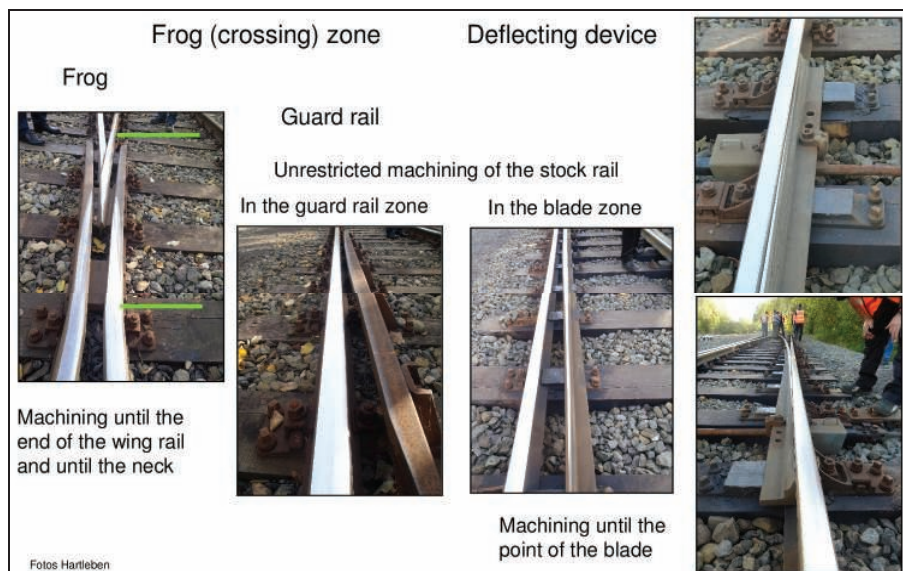 Frog (crossing) zone
Deflecting device
Frog
Guard rail
Unrestricted machining of the stock rail
In the guard rail zone
In the blade zone
Machining until the
end of the wing rail
and until the neck
Machining until the
point of the blade
Fotos Hartleben